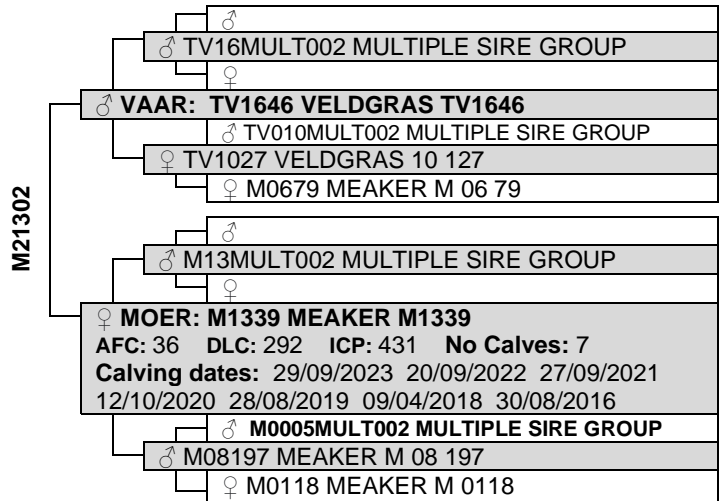 ♂
♂ TV16MULT002 MULTIPLE SIRE GROUP
♀
♂ VAAR: TV1646 VELDGRAS TV1646
♂ TV010MULT002 MULTIPLE SIRE GROUP
♀ TV1027 VELDGRAS 10 127
♀ M0679 MEAKER M 06 79
M21302
♂
♂ M13MULT002 MULTIPLE SIRE GROUP
♀
♀ MOER: M1339 MEAKER M1339
AFC: 36 DLC: 292 ICP: 431 No Calves: 7
Calving dates: 29/09/2023 20/09/2022 27/09/2021
12/10/2020 28/08/2019 09/04/2018 30/08/2016
♂ M0005MULT002 MULTIPLE SIRE GROUP
♂ M08197 MEAKER M 08 197
♀ M0118 MEAKER M 0118